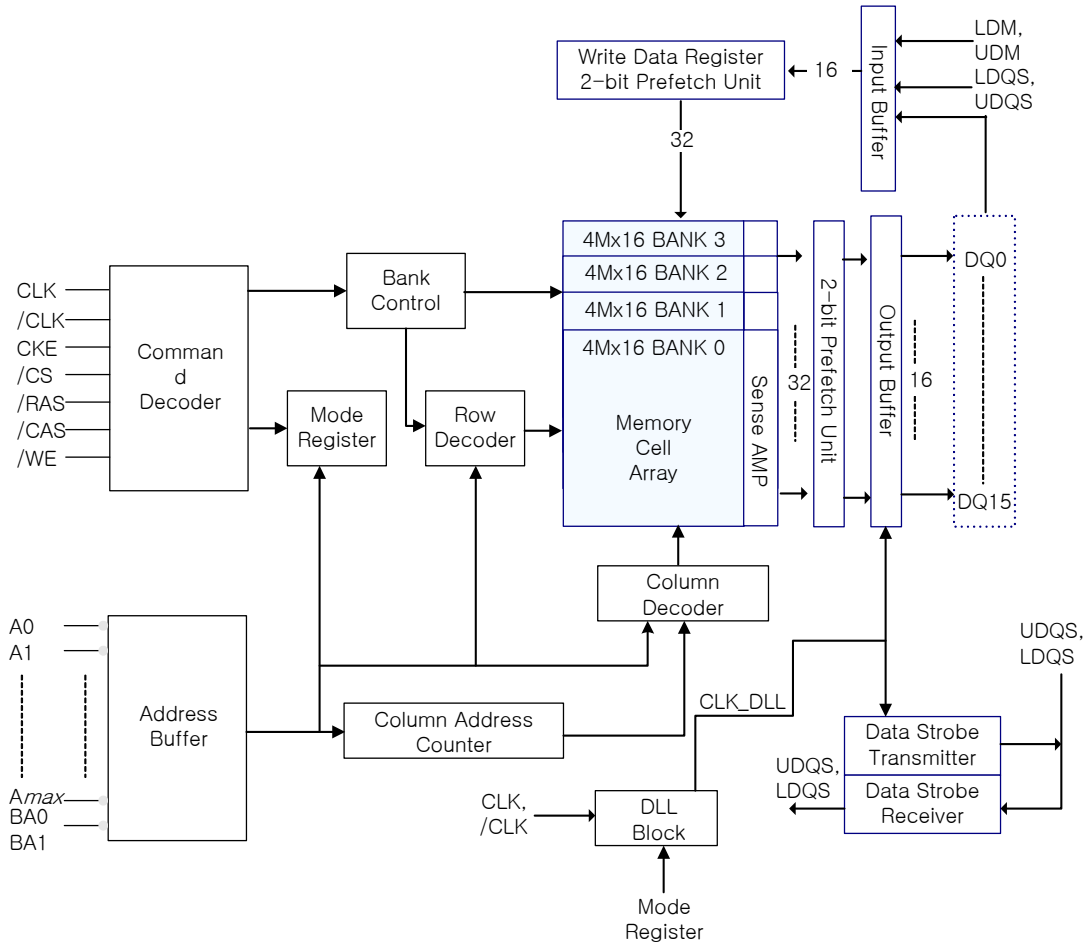 LDM,
UDM
LDQS,
UDQS
Input Buffer
16
Write Data Register
2-bit Prefetch Unit
32
4Mx16 BANK 3
4Mx16 BANK 2
4Mx16 BANK 1
4Mx16 BANK 0
Memory
Cell
Array
Sense AMP
32
2-bit Prefetch Unit
Output Buffer
16
DQ0
DQ15
Bank
Control
CLK
/CLK
CKE
/CS
/RAS
/CAS
/WE
Comman
d
Decoder
Mode
Register
Row
Decoder
Column
Decoder
A0
A1
Amax
BA0
BA1
Address
Buffer
Column Address
Counter
CLK_DLL
UDQS,
LDQS
Data Strobe
Transmitter
Data Strobe
Receiver
UDQS,
LDQS
CLK,
/CLK
DLL
Block
Mode
Register